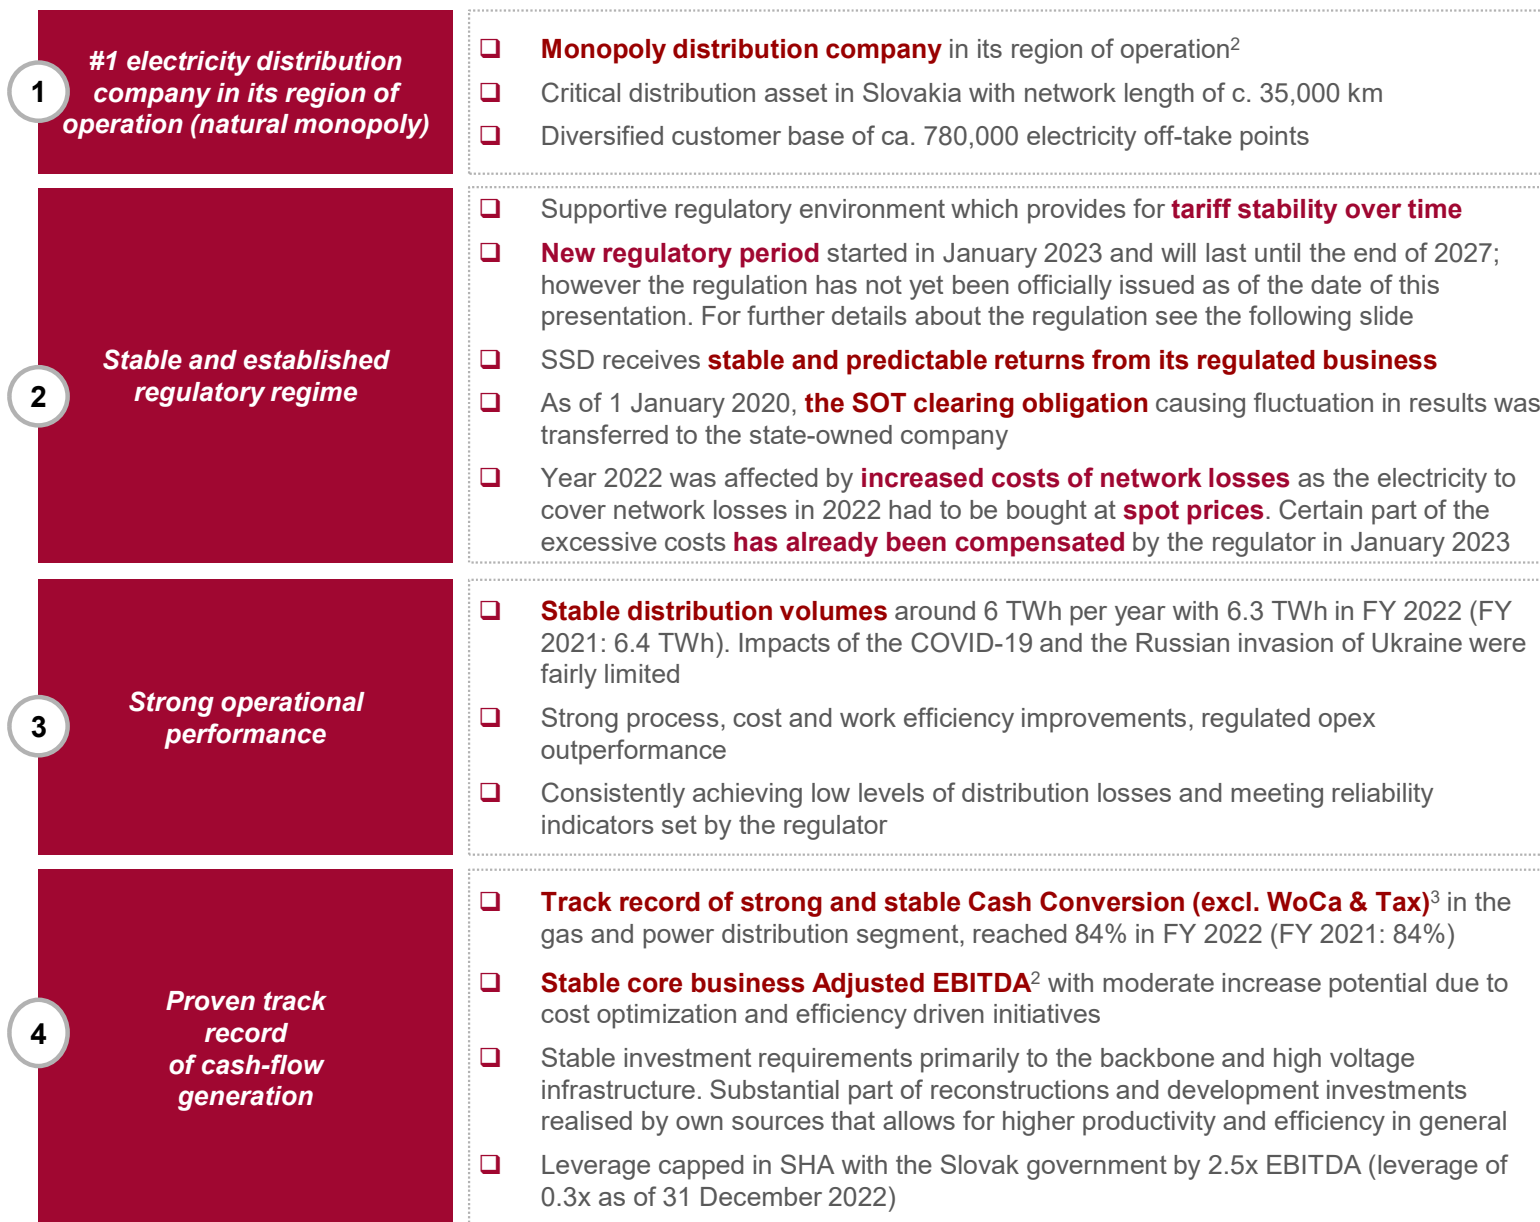 1
#1 electricity distribution
company in its region of
operation (natural monopoly)
❑ Monopoly distribution company in its region of operation2
❑ Critical distribution asset in Slovakia with network length of c. 35,000 km
❑ Diversified customer base of ca. 780,000 electricity off-take points
2
Stable and established
regulatory regime
❑ Supportive regulatory environment which provides for tariff stability over time
❑ New regulatory period started in January 2023 and will last until the end of 2027;
however the regulation has not yet been officially issued as of the date of this
presentation. For further details about the regulation see the following slide
❑ SSD receives stable and predictable returns from its regulated business
❑ As of 1 January 2020, the SOT clearing obligation causing fluctuation in results was
transferred to the state-owned company
❑ Year 2022 was affected by increased costs of network losses as the electricity to
cover network losses in 2022 had to be bought at spot prices. Certain part of the
excessive costs has already been compensated by the regulator in January 2023
3
Strong operational
performance
❑ Stable distribution volumes around 6 TWh per year with 6.3 TWh in FY 2022 (FY
2021: 6.4 TWh). Impacts of the COVID-19 and the Russian invasion of Ukraine were
fairly limited
❑ Strong process, cost and work efficiency improvements, regulated opex
outperformance
❑ Consistently achieving low levels of distribution losses and meeting reliability
indicators set by the regulator
4
Proven track
record
of cash-flow
generation
❑ Track record of strong and stable Cash Conversion (excl. WoCa & Tax)3 in the
gas and power distribution segment, reached 84% in FY 2022 (FY 2021: 84%)
❑ Stable core business Adjusted EBITDA2 with moderate increase potential due to
cost optimization and efficiency driven initiatives
❑ Stable investment requirements primarily to the backbone and high voltage
infrastructure. Substantial part of reconstructions and development investments
realised by own sources that allows for higher productivity and efficiency in general
❑ Leverage capped in SHA with the Slovak government by 2.5x EBITDA (leverage of
0.3x as of 31 December 2022)